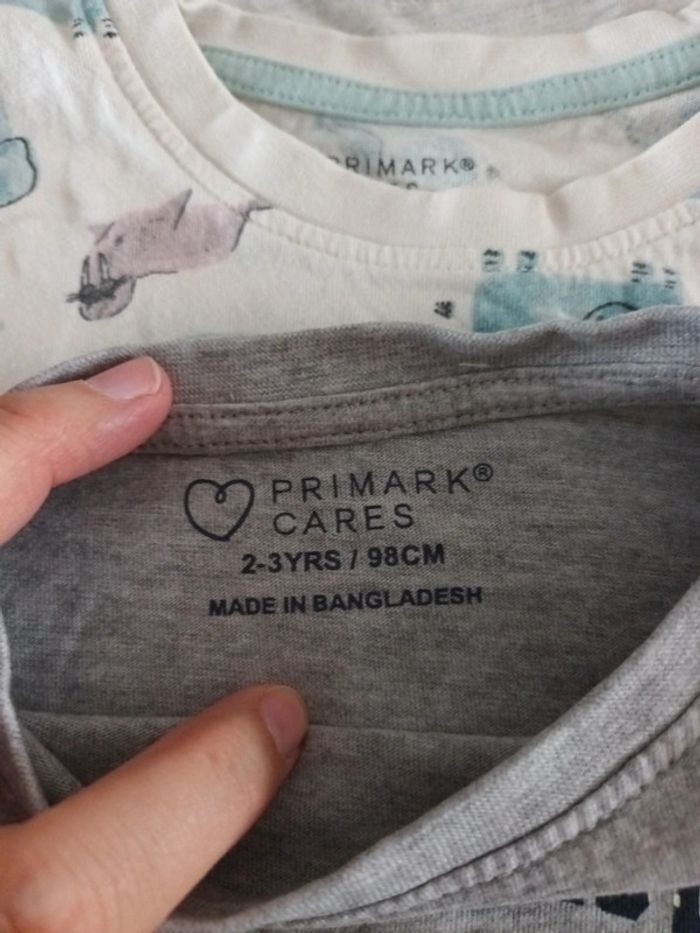 PRIMARK®
PRIMARK®
CARES
2-3YRS / 98CM
MADE IN BANGLADESH